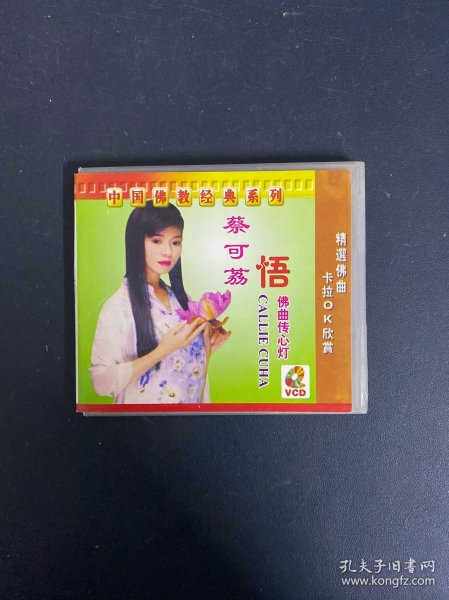 中国佛教经典系列
蔡可荔
悟
佛曲传心灯
CALLIE CUHA
精選佛曲
卡拉OK欣賞
VCD
孔夫子旧书网
www.kongfz.com